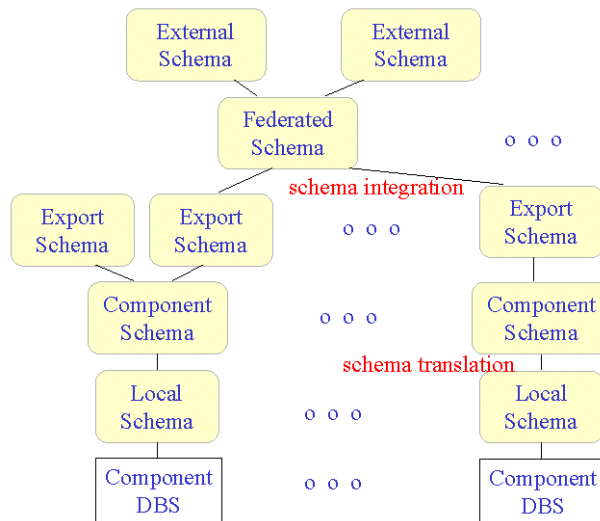 External
Schema
External
Schema
Federated
Schema
o o o
schema integration
Export
Schema
Export
Schema
o o o
Export
Schema
Component
Schema
o o o
Component
Schema
schema translation
Local
Schema
o o o
Local
Schema
Component
DBS
o o o
Component
DBS